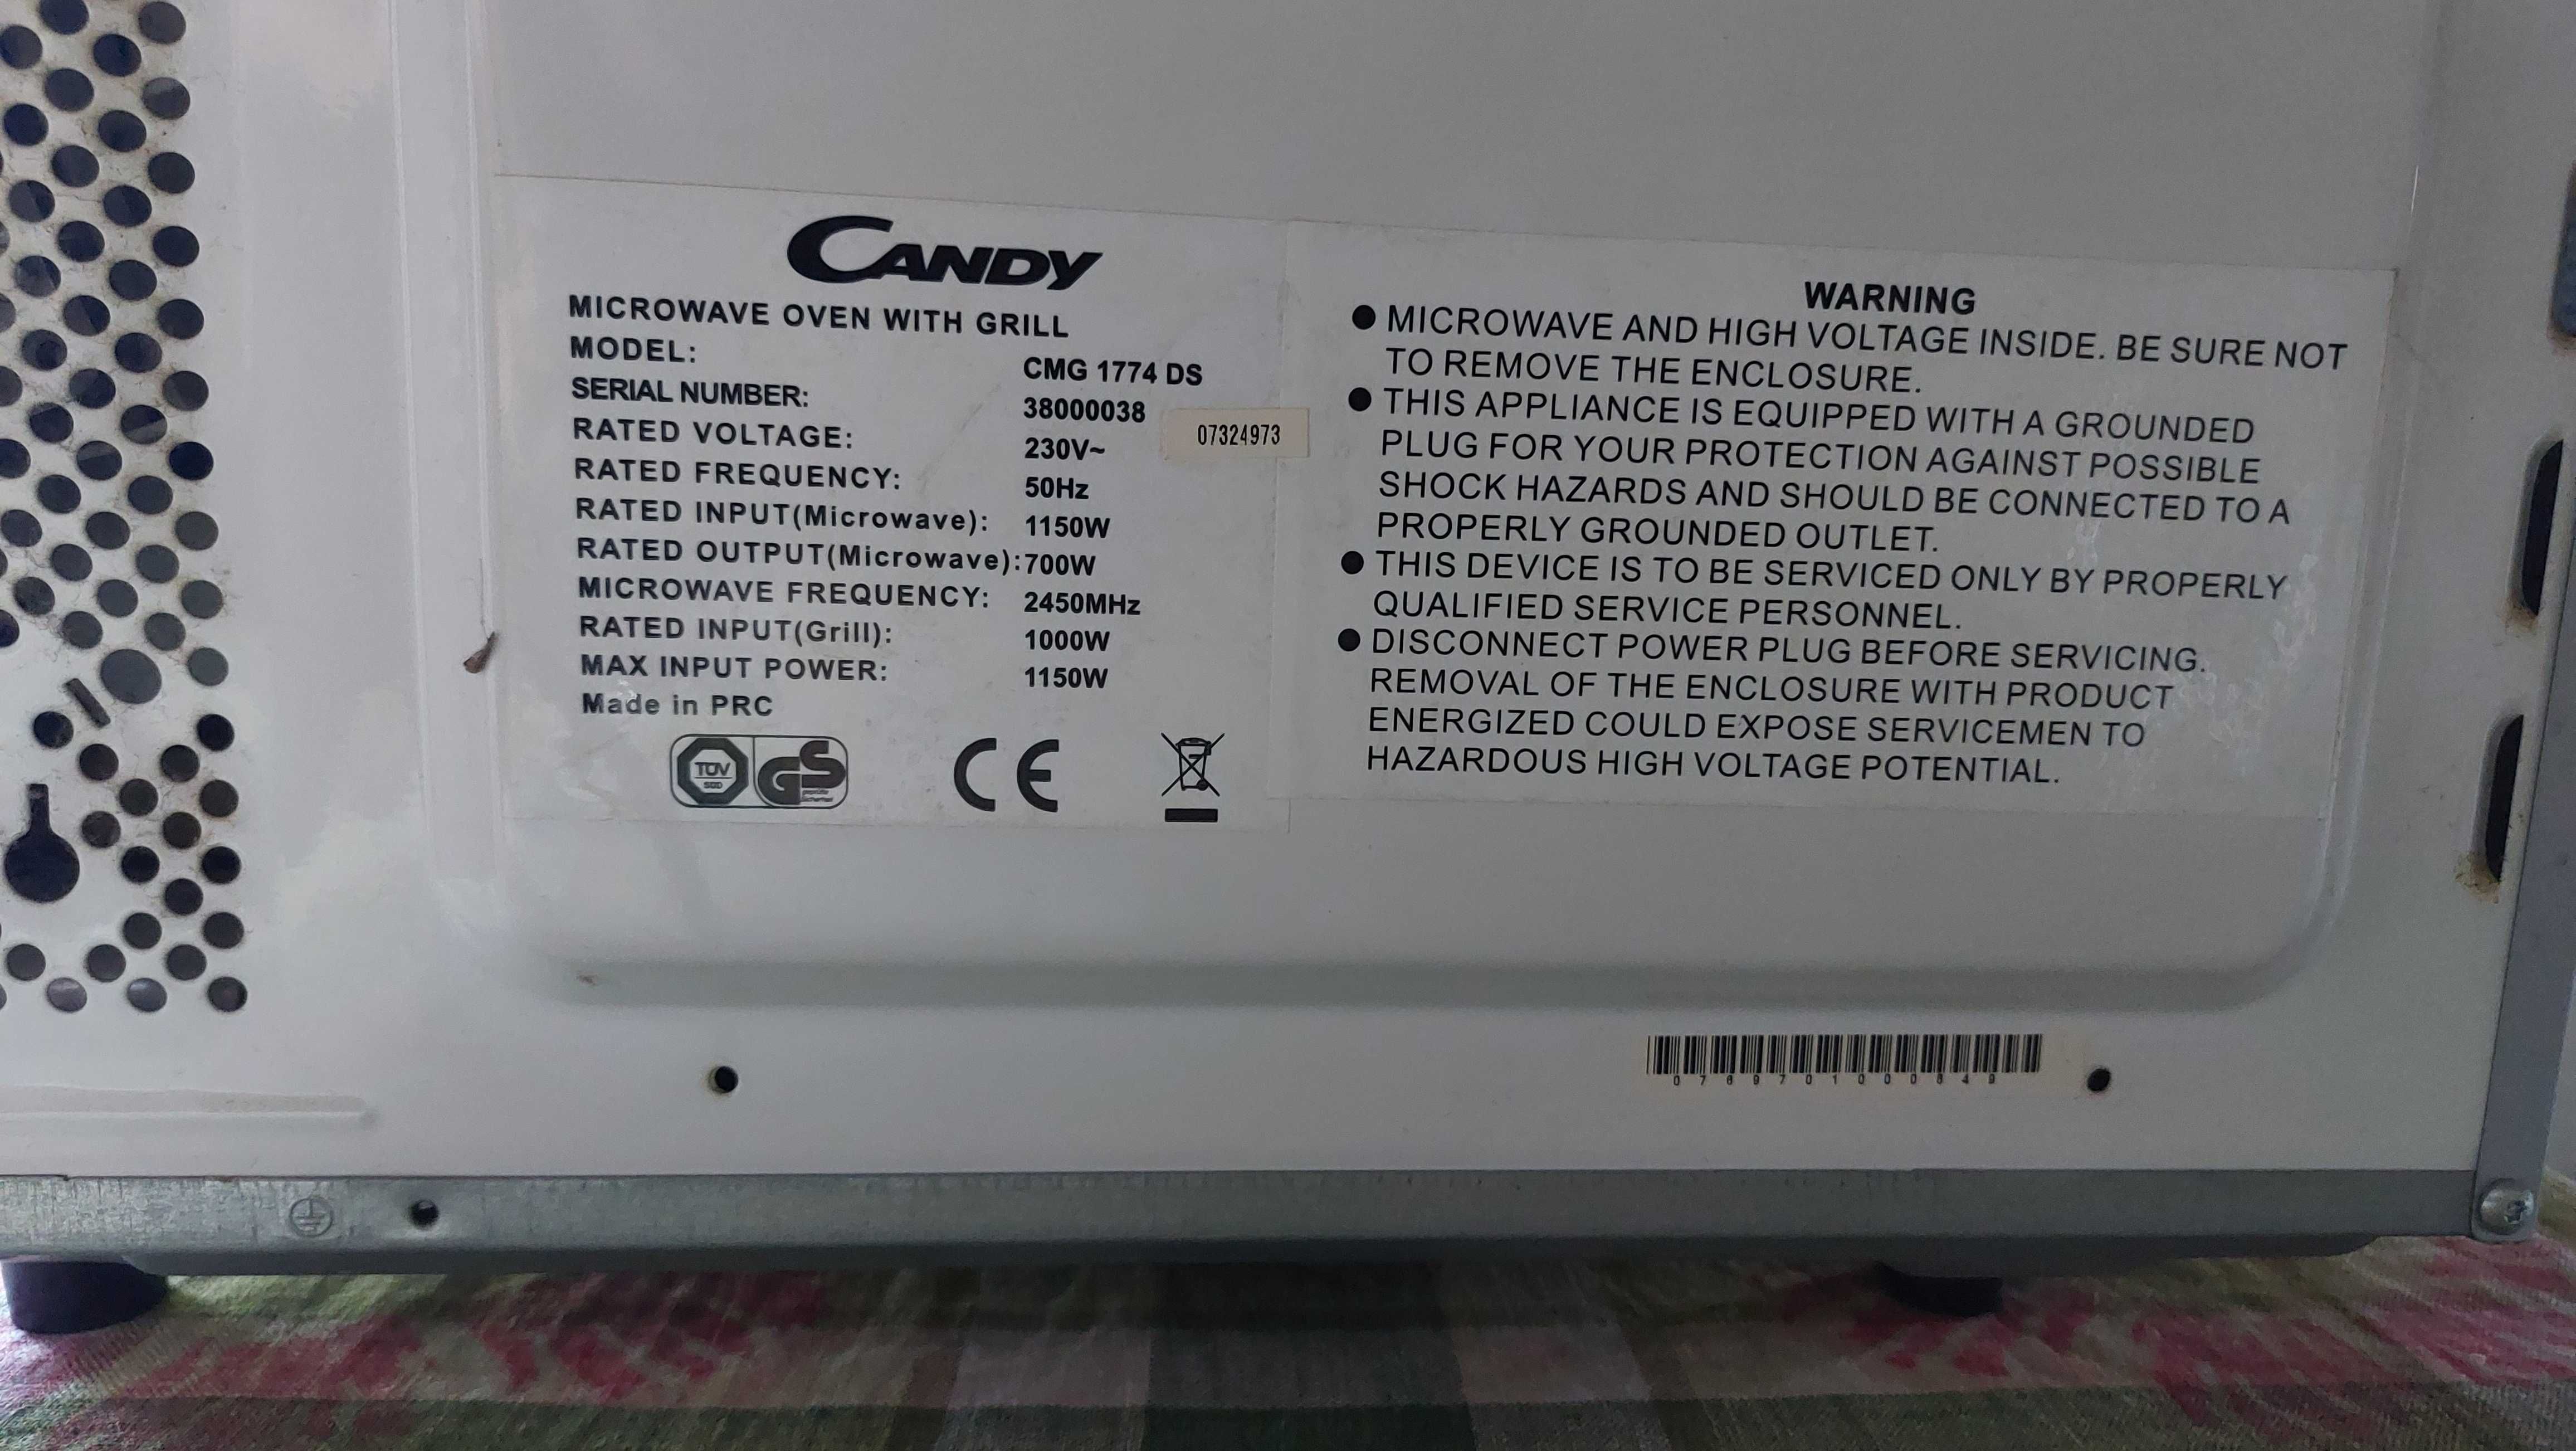 CANDY
MICROWAVE OVEN WITH GRILL
MODEL: CMG 1774 DS
SERIAL NUMBER: 38000038
07324973
RATED VOLTAGE: 230V~
RATED FREQUENCY: 50Hz
RATED INPUT(Microwave): 1150W
RATED OUTPUT(Microwave): 700W
MICROWAVE FREQUENCY: 2450MHz
RATED INPUT(Grill): 1000W
MAX INPUT POWER: 1150W
Made in PRC
TÜV
SÜD
GS
geprüfte
Sicherheit
CE
WARNING
● MICROWAVE AND HIGH VOLTAGE INSIDE. BE SURE NOT
TO REMOVE THE ENCLOSURE.
● THIS APPLIANCE IS EQUIPPED WITH A GROUNDED
PLUG FOR YOUR PROTECTION AGAINST POSSIBLE
SHOCK HAZARDS AND SHOULD BE CONNECTED TO A
PROPERLY GROUNDED OUTLET.
● THIS DEVICE IS TO BE SERVICED ONLY BY PROPERLY
QUALIFIED SERVICE PERSONNEL.
● DISCONNECT POWER PLUG BEFORE SERVICING.
REMOVAL OF THE ENCLOSURE WITH PRODUCT
ENERGIZED COULD EXPOSE SERVICEMEN TO
HAZARDOUS HIGH VOLTAGE POTENTIAL.